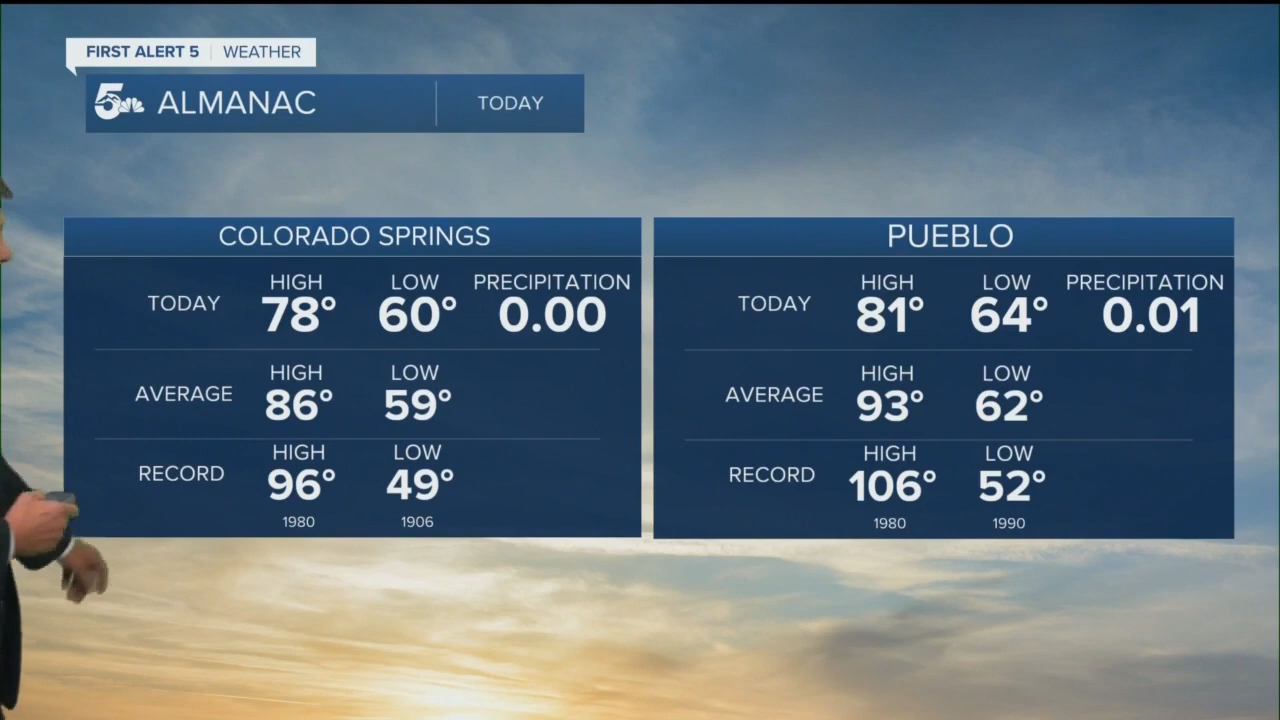 FIRST ALERT 5 | WEATHER
5 ALMANAC TODAY
COLORADO SPRINGS
HIGH LOW PRECIPITATION
TODAY 78° 60° 0.00
HIGH LOW
AVERAGE 86° 59°
HIGH LOW
RECORD 96° 49°
1980 1906
PUEBLO
HIGH LOW PRECIPITATION
TODAY 81° 64° 0.01
HIGH LOW
AVERAGE 93° 62°
HIGH LOW
RECORD 106° 52°
1980 1990